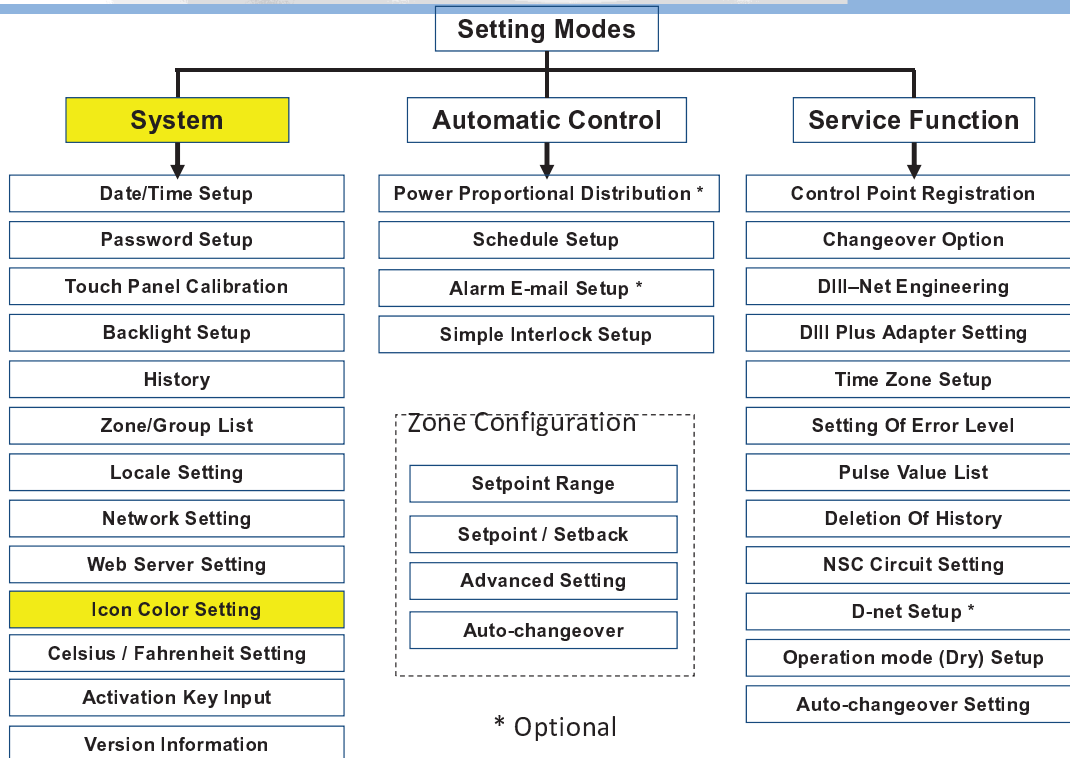 Setting Modes
System
Date/Time Setup
Password Setup
Touch Panel Calibration
Backlight Setup
History
Zone/Group List
Locale Setting
Network Setting
Web Server Setting
Icon Color Setting
Celsius / Fahrenheit Setting
Activation Key Input
Version Information
Automatic Control
Power Proportional Distribution *
Schedule Setup
Alarm E-mail Setup *
Simple Interlock Setup
Zone Configuration
Setpoint Range
Setpoint / Setback
Advanced Setting
Auto-changeover
* Optional
Service Function
Control Point Registration
Changeover Option
DIII–Net Engineering
DIII Plus Adapter Setting
Time Zone Setup
Setting Of Error Level
Pulse Value List
Deletion Of History
NSC Circuit Setting
D-net Setup *
Operation mode (Dry) Setup
Auto-changeover Setting